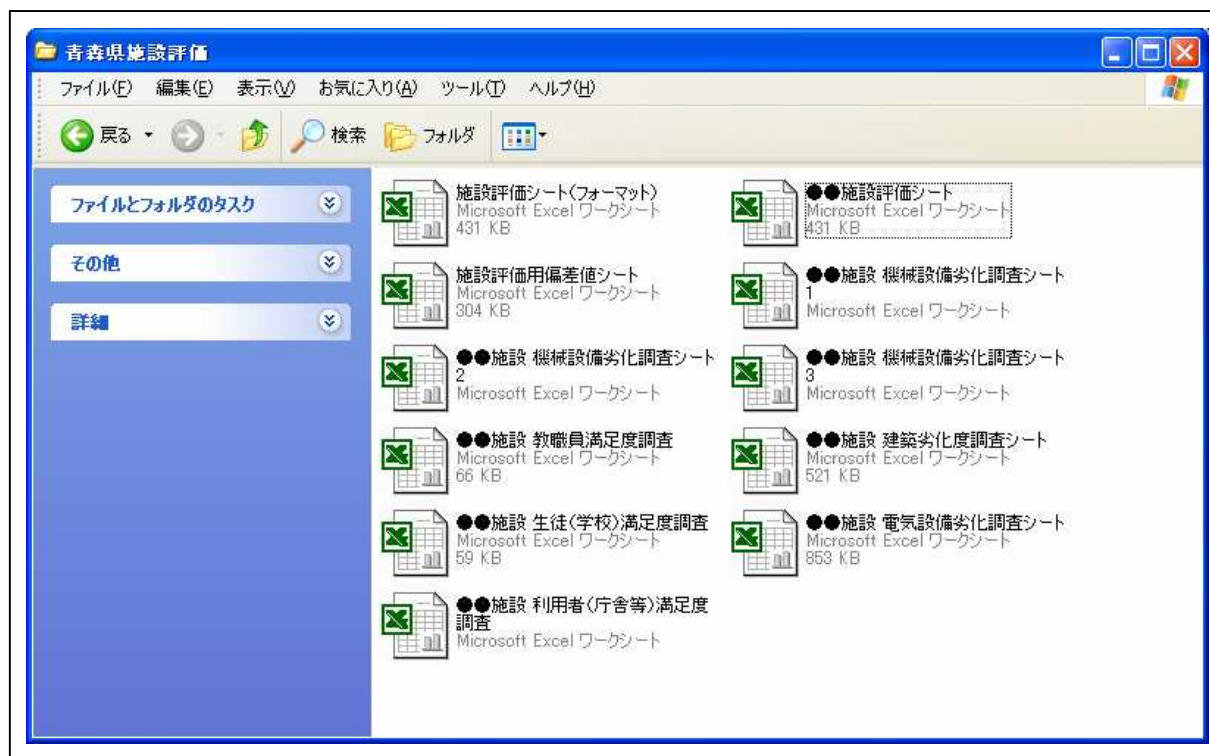 青森県施設評価
ファイル(F) 編集(E) 表示(V) お気に入り(A) ツール(T) ヘルプ(H)
戻る 検索 フォルダ
ファイルとフォルダのタスク
その他
詳細
施設評価シート(フォーマット)
Microsoft Excel ワークシート
431 KB
●●施設評価シート
Microsoft Excel ワークシート
431 KB
施設評価用偏差値シート
Microsoft Excel ワークシート
304 KB
●●施設 機械設備劣化調査シート
1
Microsoft Excel ワークシート
●●施設 機械設備劣化調査シート
2
Microsoft Excel ワークシート
●●施設 機械設備劣化調査シート
3
Microsoft Excel ワークシート
●●施設 教職員満足度調査
Microsoft Excel ワークシート
66 KB
●●施設 建築劣化度調査シート
Microsoft Excel ワークシート
521 KB
●●施設 生徒(学校)満足度調査
Microsoft Excel ワークシート
59 KB
●●施設 電気設備劣化調査シート
Microsoft Excel ワークシート
853 KB
●●施設 利用者(庁舎等)満足度
調査
Microsoft Excel ワークシート